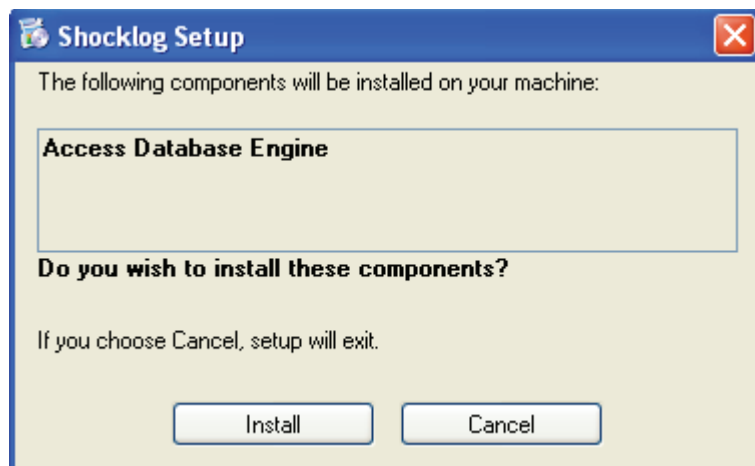 Shocklog Setup
The following components will be installed on your machine:
Access Database Engine
Do you wish to install these components?
If you choose Cancel, setup will exit.
Install
Cancel